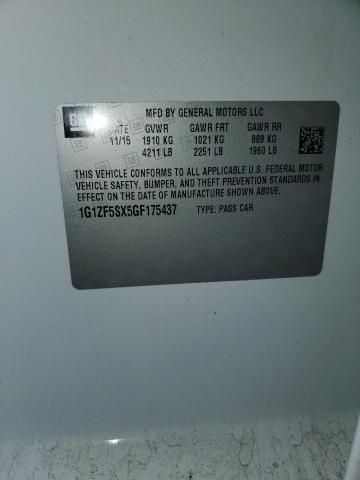 GM
MFD BY GENERAL MOTORS LLC
DATE GVWR GAWR FRT GAWR RR
11/15 1910 KG 1021 KG 889 KG
4211 LB 2251 LB 1960 LB
THIS VEHICLE CONFORMS TO ALL APPLICABLE U.S. FEDERAL MOTOR
VEHICLE SAFETY, BUMPER, AND THEFT PREVENTION STANDARDS IN
EFFECT ON THE DATE OF MANUFACTURE SHOWN ABOVE.
1G1ZF5SX5GF175437 TYPE: PASS CAR